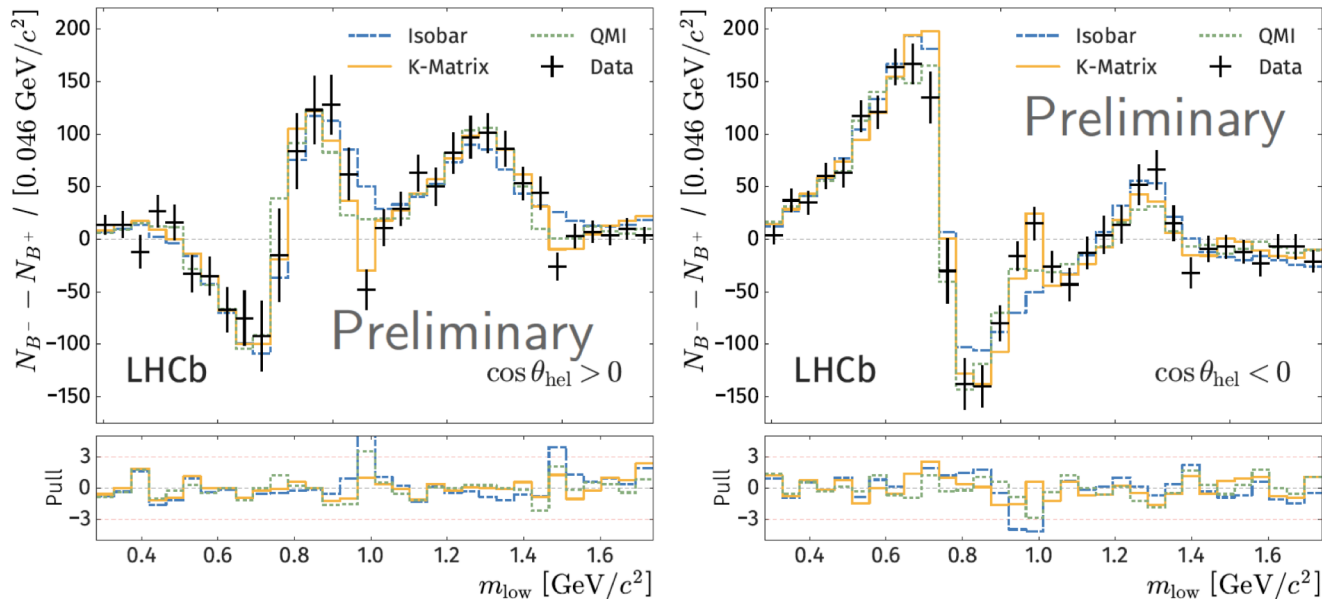 N_{B^-} − N_{B^+} / [0.046 GeV/c²]
200
150
100
50
0
−50
−100
−150
Isobar
QMI
K-Matrix
Data
Preliminary
LHCb
cos θ_hel > 0
Pull
3
0
−3
0.4 0.6 0.8 1.0 1.2 1.4 1.6
m_low [GeV/c²]
N_{B^-} − N_{B^+} / [0.046 GeV/c²]
200
150
100
50
0
−50
−100
−150
Isobar
QMI
K-Matrix
Data
Preliminary
LHCb
cos θ_hel < 0
Pull
3
0
−3
0.4 0.6 0.8 1.0 1.2 1.4 1.6
m_low [GeV/c²]